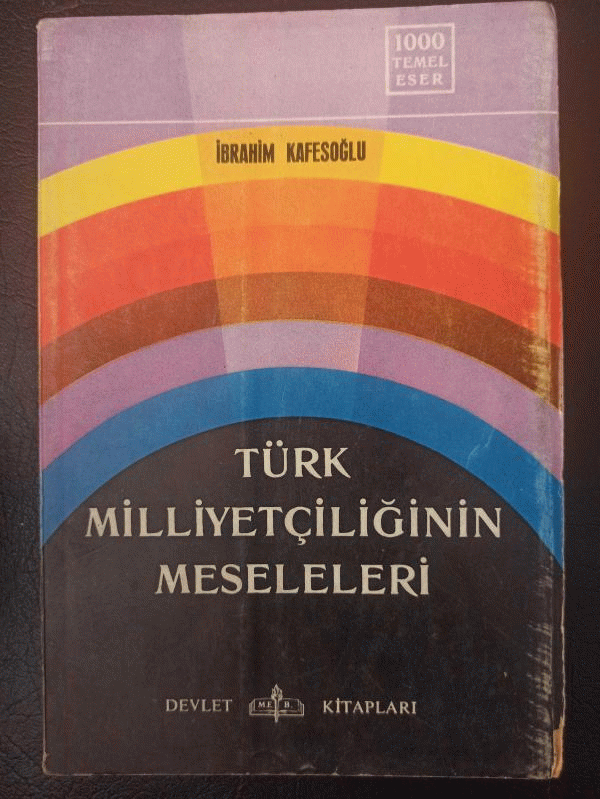 1000
TEMEL
ESER
İBRAHİM KAFESOĞLU
TÜRK
MİLLİYETÇİLİĞİNİN
MESELELERİ
DEVLET M.E. B. KİTAPLARI